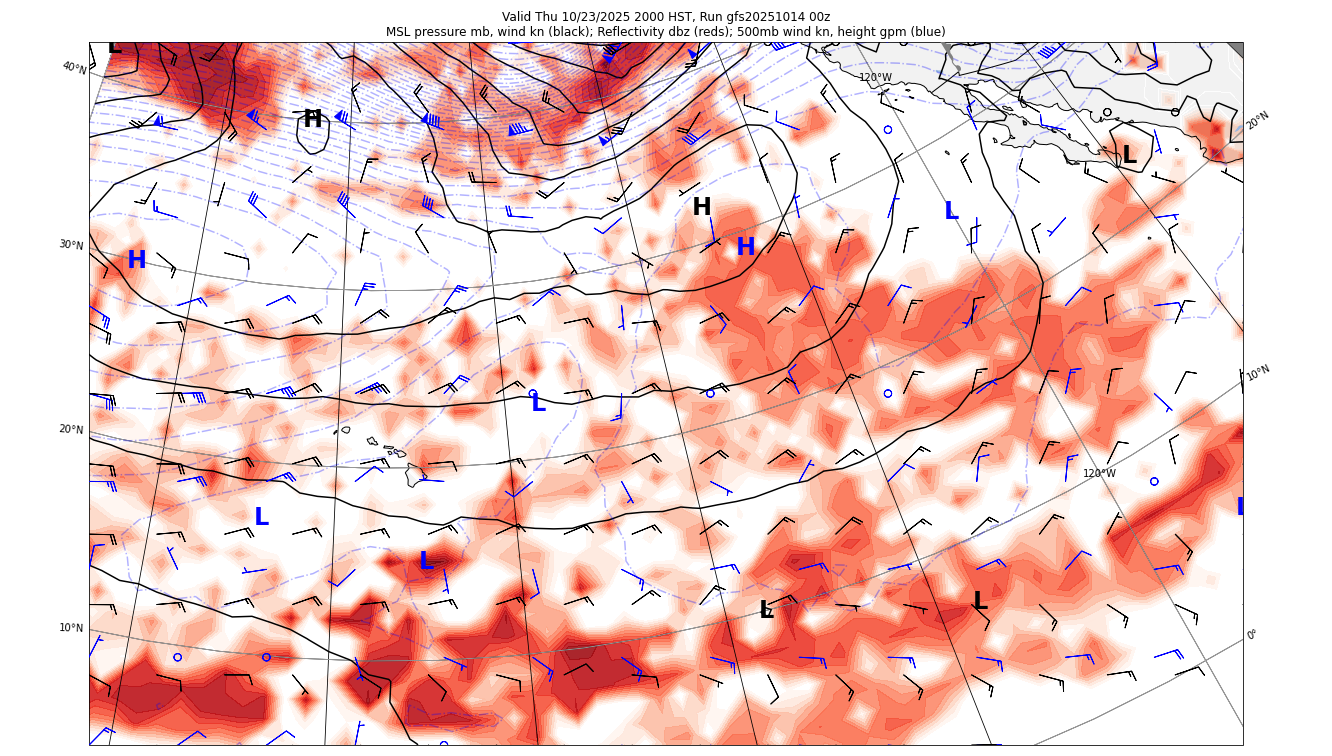 Valid Thu 10/23/2025 2000 HST, Run gfs20251014 00z
MSL pressure mb, wind kn (black); Reflectivity dbz (reds); 500mb wind kn, height gpm (blue)
L
40°N
120°W
H
20°N
L
H
L
30°N
H
H
10°N
L
20°N
120°W
L
L
L
10°N
L
L
0°